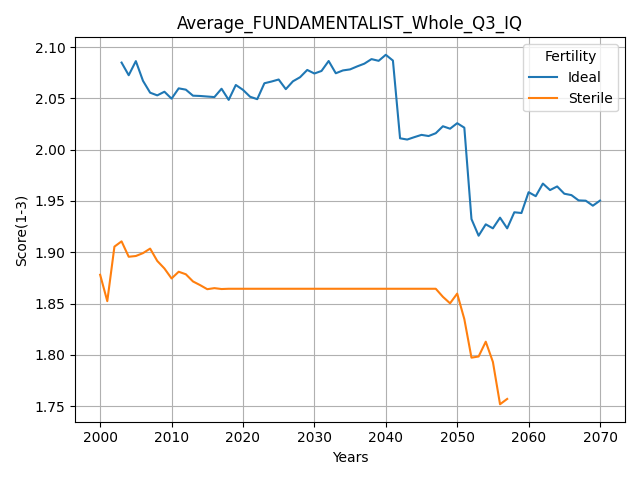 Average_FUNDAMENTALIST_Whole_Q3_IQ
Fertility
Ideal
Sterile
Score(1-3)
2.10
2.05
2.00
1.95
1.90
1.85
1.80
1.75
2000 2010 2020 2030 2040 2050 2060 2070
Years